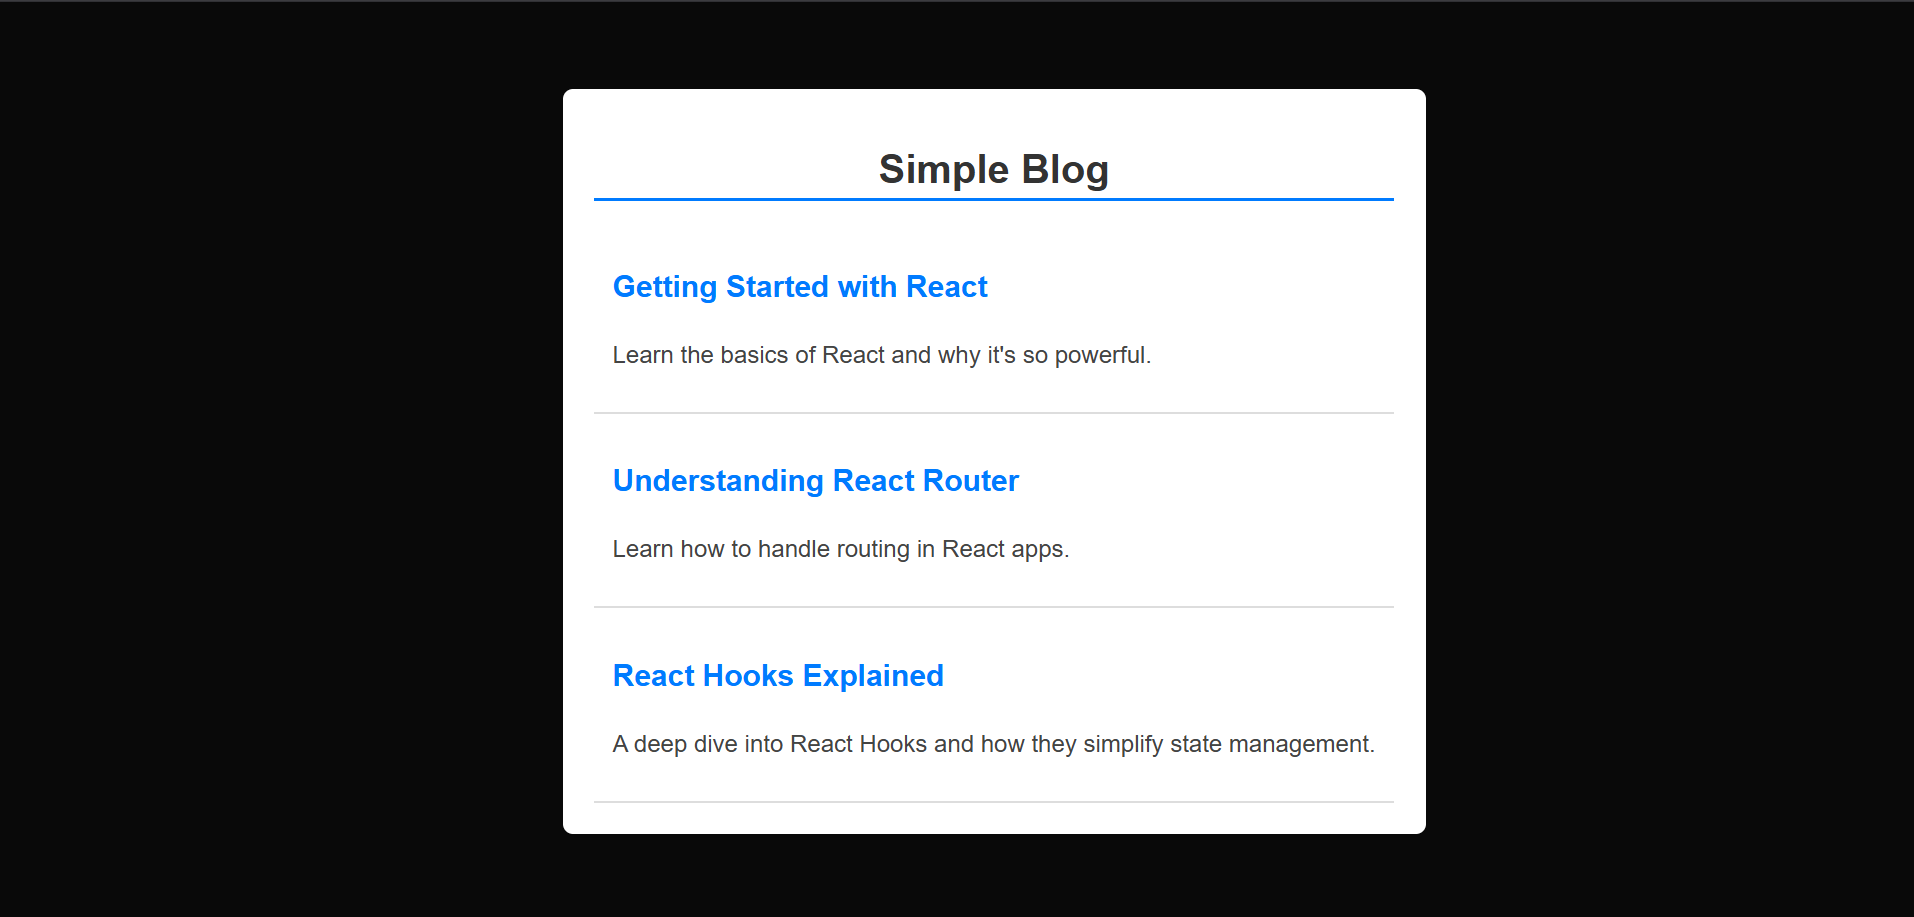 Simple Blog
Getting Started with React
Learn the basics of React and why it's so powerful.
Understanding React Router
Learn how to handle routing in React apps.
React Hooks Explained
A deep dive into React Hooks and how they simplify state management.